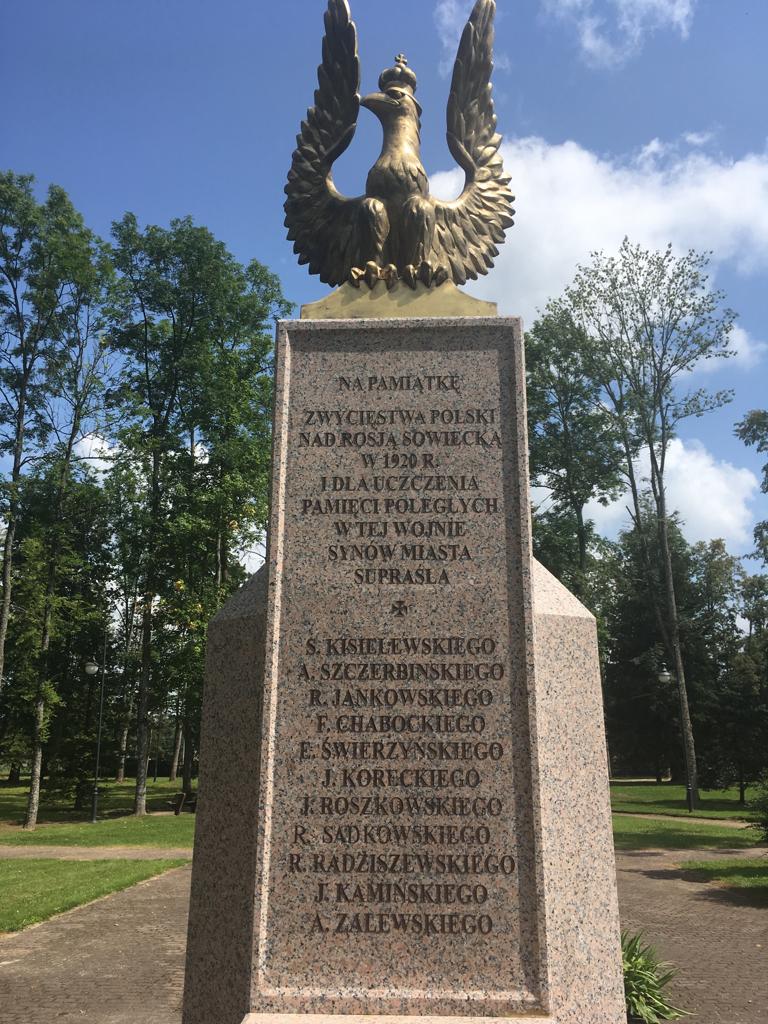 NA PAMIĄTKĘ
ZWYCIĘSTWA POLSKI
NAD ROSJĄ SOWIECKĄ
W 1920 R.
I DLA UCZCZENIA
PAMIĘCI POLEGŁYCH
W TEJ WOJNIE
SYNÓW MIASTA
SUPRAŚLA
S. KISIELEWSKIEGO
A. SZCZERBIŃSKIEGO
R. JANKOWSKIEGO
F. CHABOCKIEGO
E. ŚWIERZYŃSKIEGO
J. KORECKIEGO
J. ROSZKOWSKIEGO
R. SADKOWSKIEGO
R. RADZISZEWSKIEGO
J. KAMIŃSKIEGO
A. ZALEWSKIEGO